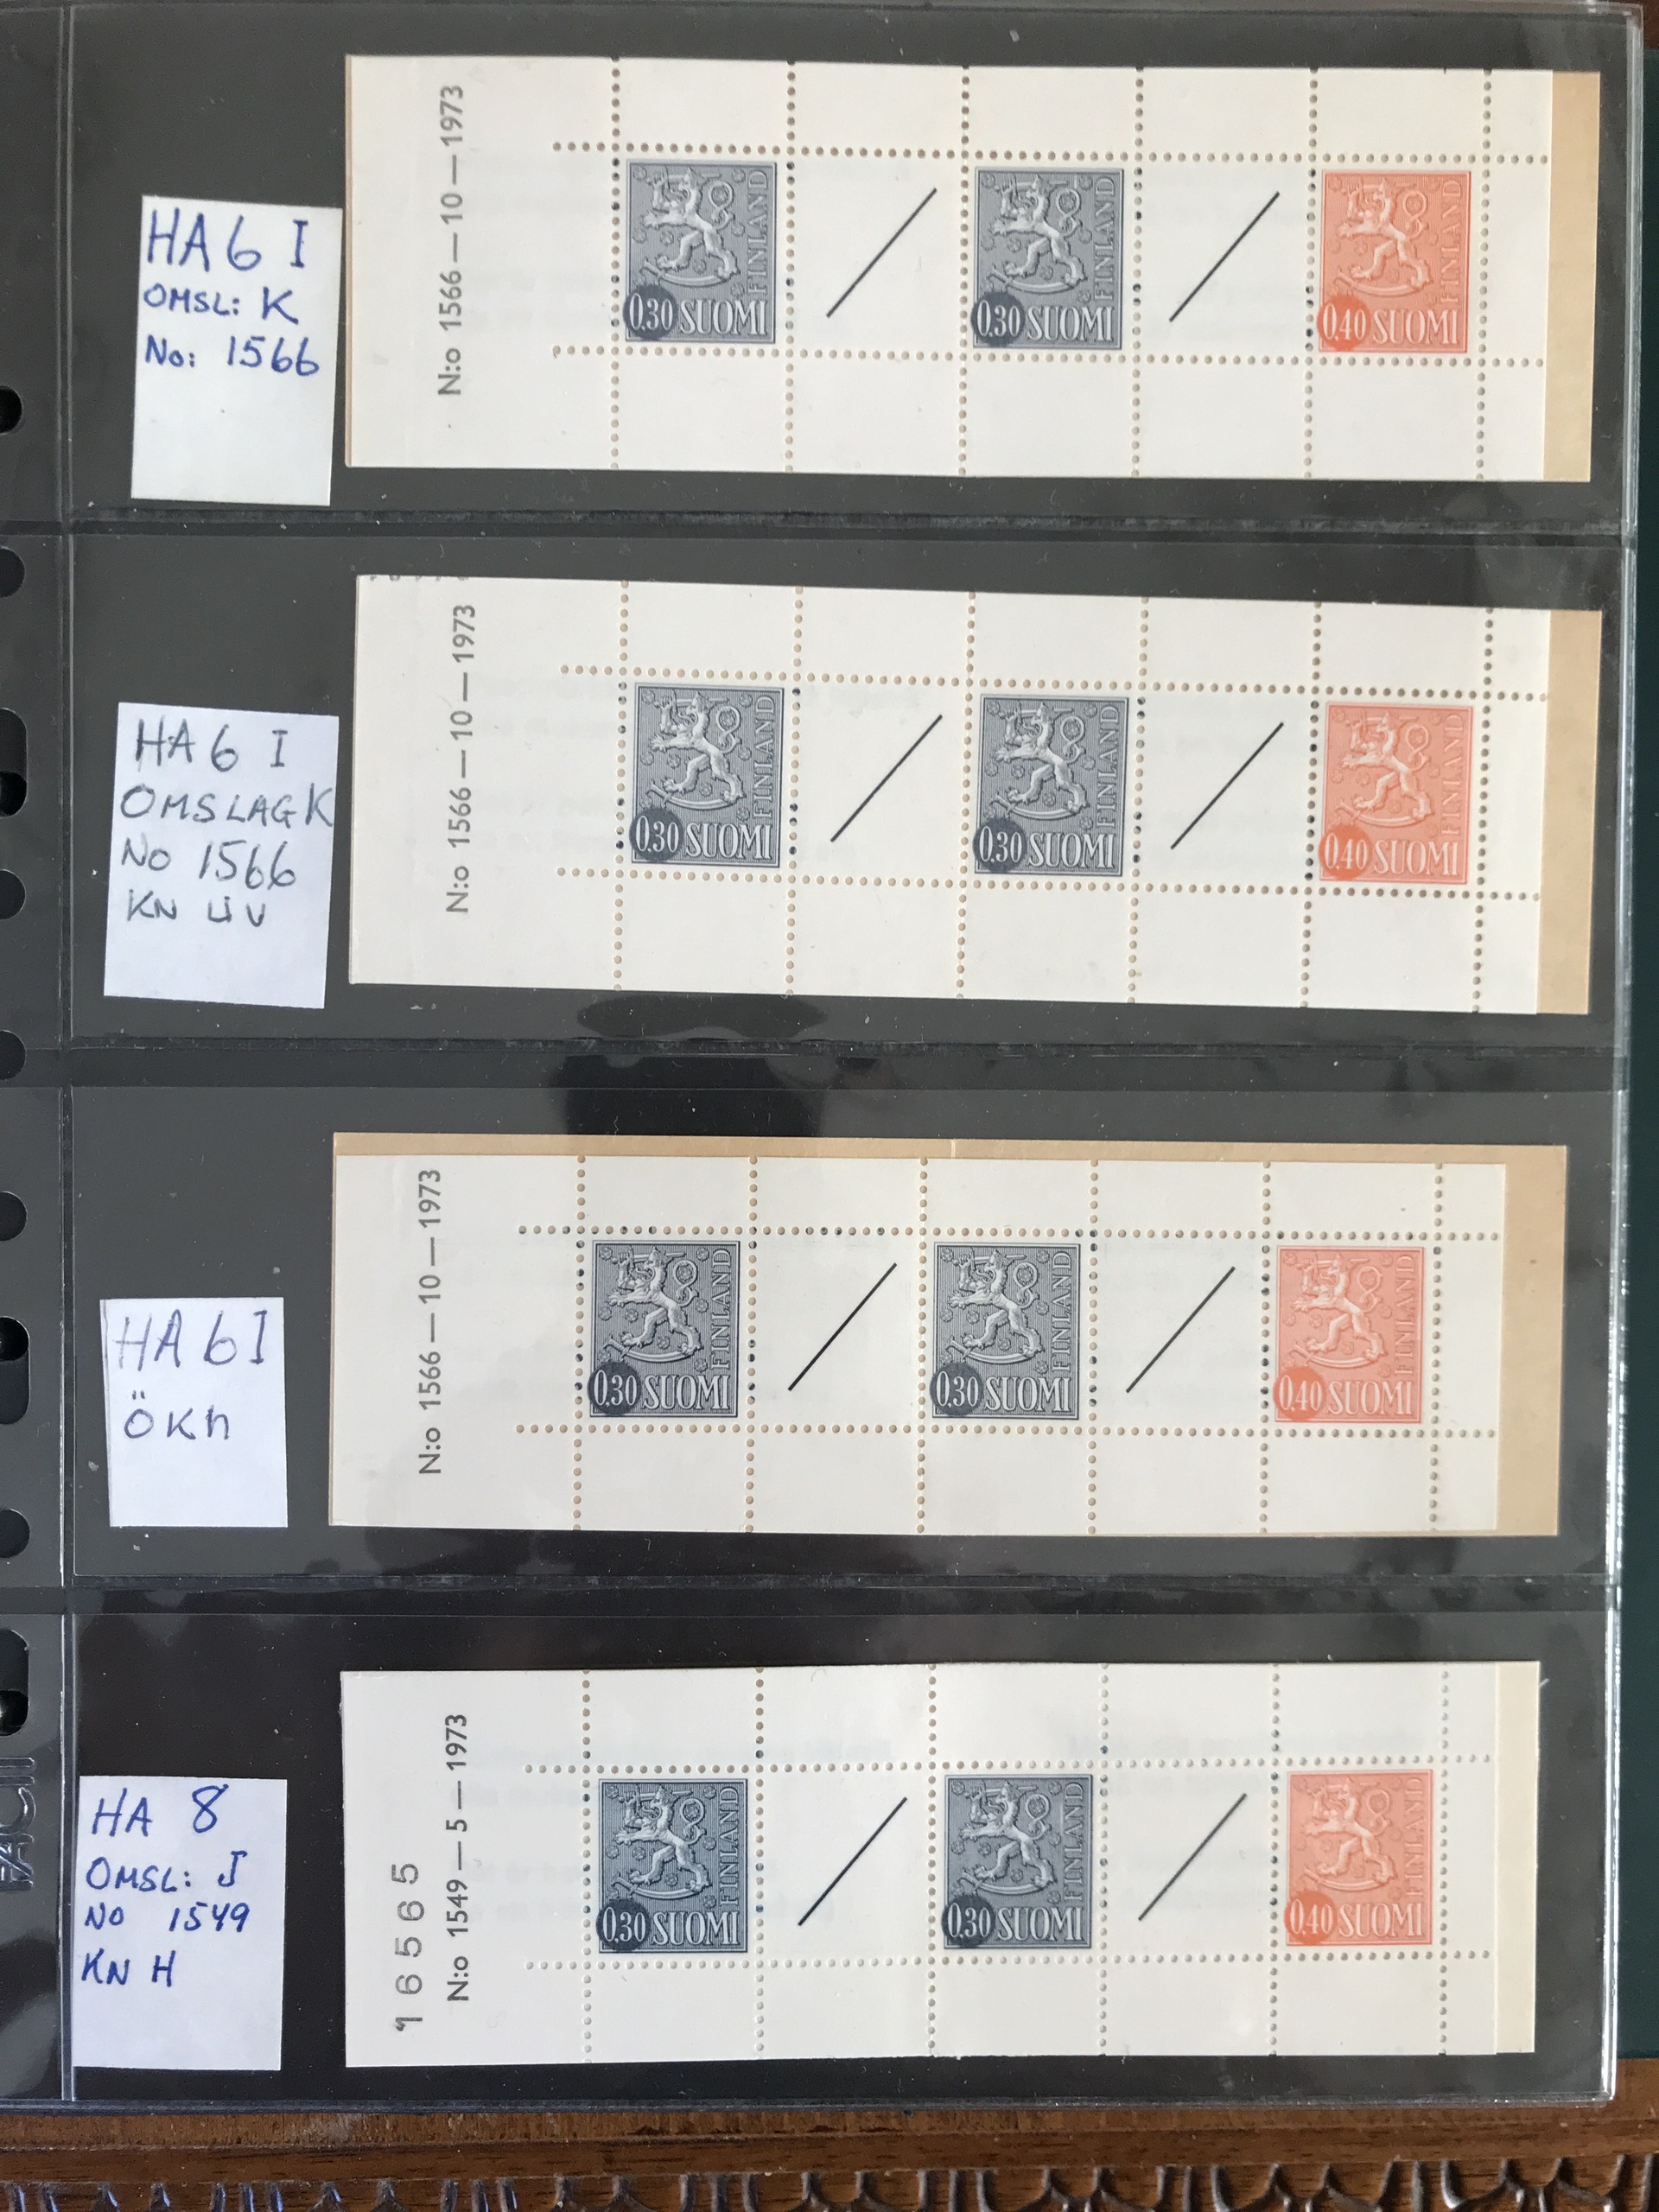 HA 6 I
OMSL: K
No: 1566
N:o 1566—10—1973
0.30 SUOMI FINLAND
0.30 SUOMI FINLAND
0.40 SUOMI FINLAND
HA 6 I
OMSLAG K
No 1566
KN
N:o 1566—10—1973
0.30 SUOMI FINLAND
0.30 SUOMI FINLAND
0.40 SUOMI FINLAND
HA 6 I
ÖKN
N:o 1566—10—1973
0.30 SUOMI FINLAND
0.30 SUOMI FINLAND
0.40 SUOMI FINLAND
HA 8
OMSL: J
No 1549
KN H
16565
N:o 1549—5—1973
0.30 SUOMI FINLAND
0.30 SUOMI FINLAND
0.40 SUOMI FINLAND
FACIT